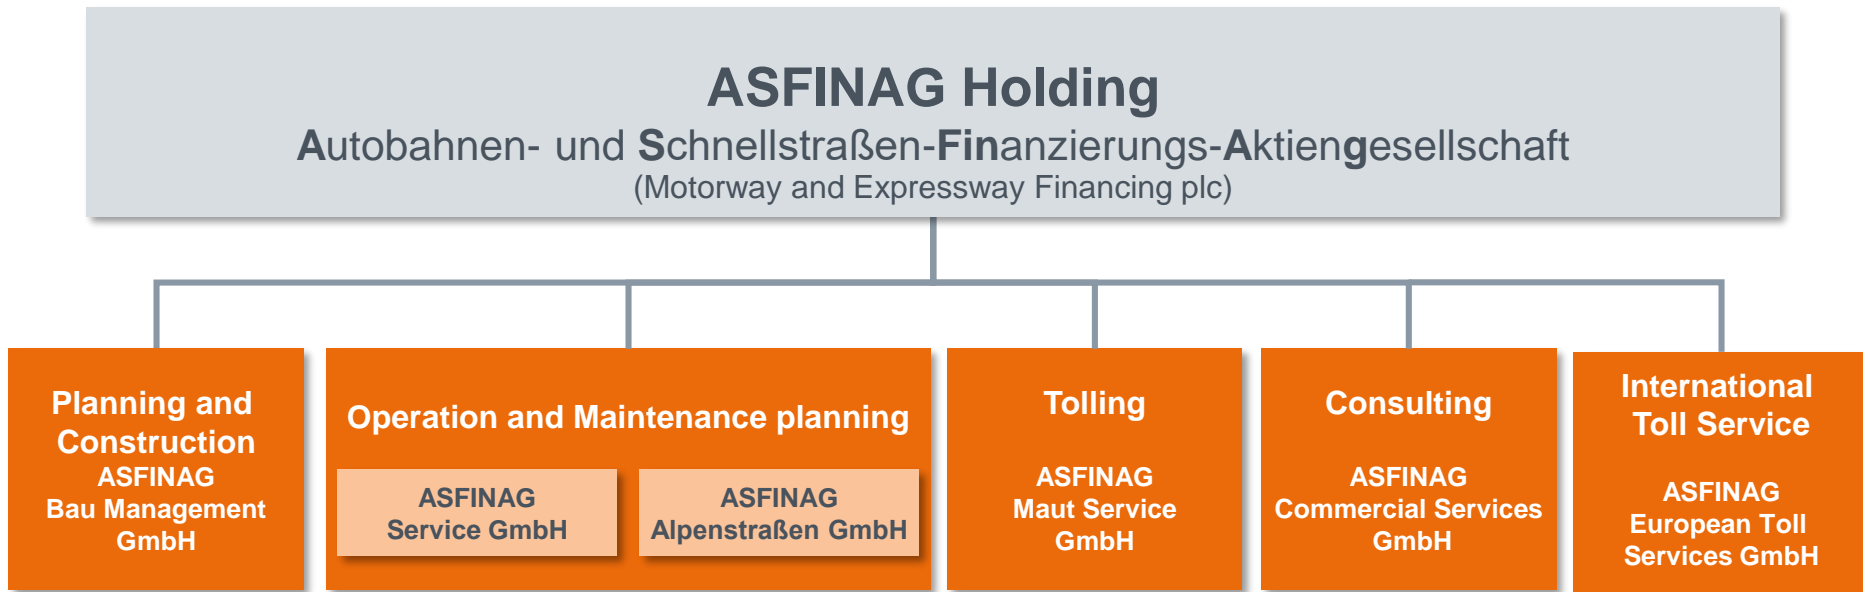 ASFINAG Holding
Autobahnen- und Schnellstraßen-Finanzierungs-Aktiengesellschaft
(Motorway and Expressway Financing plc)
Planning and
Construction
ASFINAG
Bau Management
GmbH
Operation and Maintenance planning
ASFINAG
Service GmbH
ASFINAG
Alpenstraßen GmbH
Tolling
ASFINAG
Maut Service
GmbH
Consulting
ASFINAG
Commercial Services
GmbH
International
Toll Service
ASFINAG
European Toll
Services GmbH